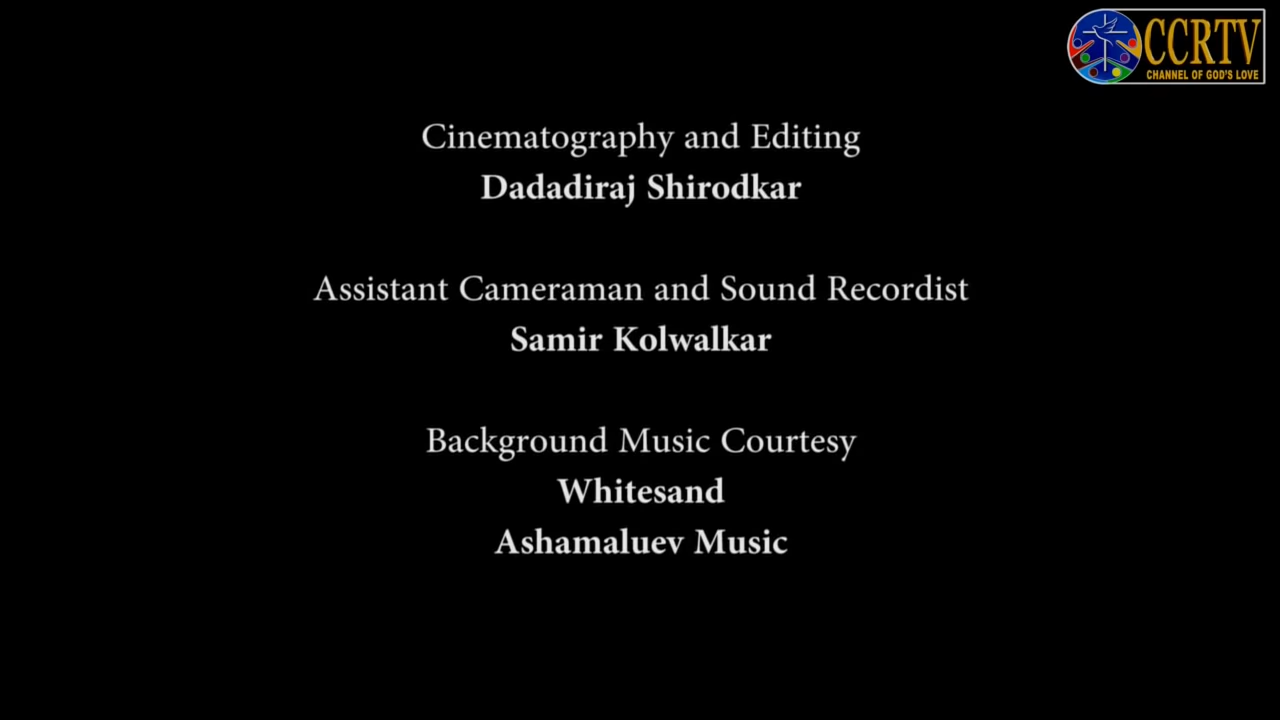 CCRTV
CHANNEL OF GOD'S LOVE
Cinematography and Editing
Dadadiraj Shirodkar
Assistant Cameraman and Sound Recordist
Samir Kolwalkar
Background Music Courtesy
Whitesand
Ashamaluev Music